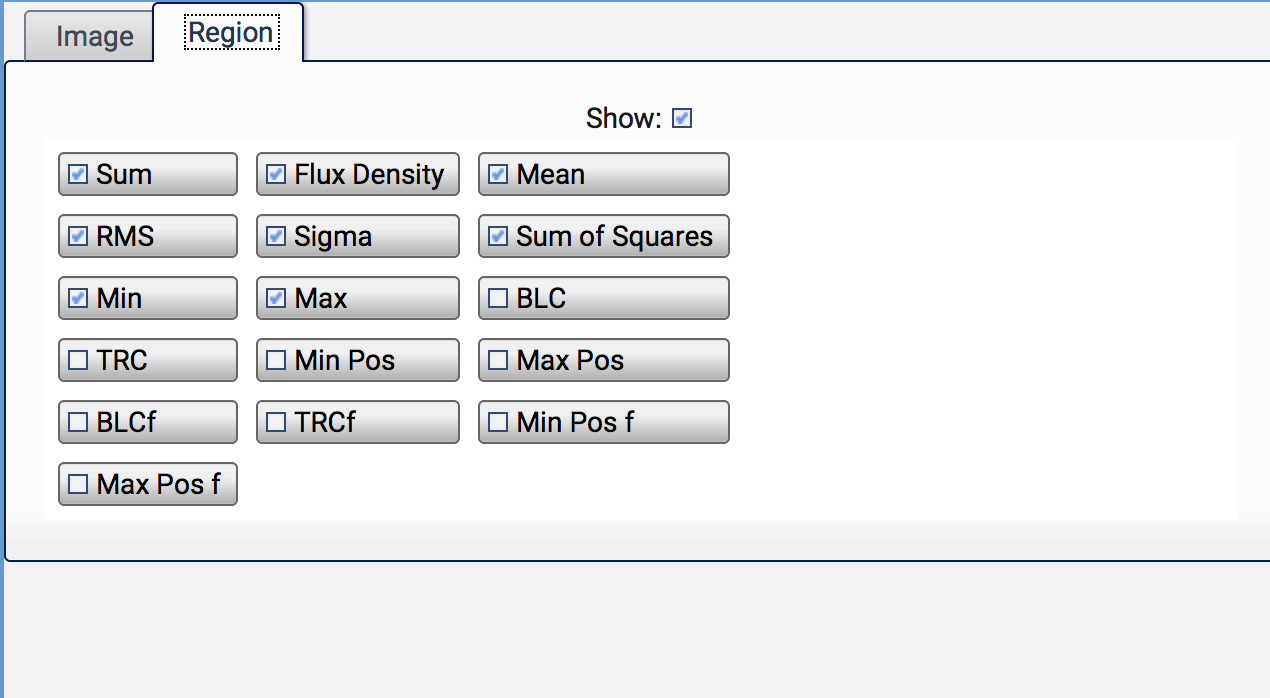 Image Region
Show:
Sum Flux Density Mean
RMS Sigma Sum of Squares
Min Max BLC
TRC Min Pos Max Pos
BLCf TRCf Min Pos f
Max Pos f